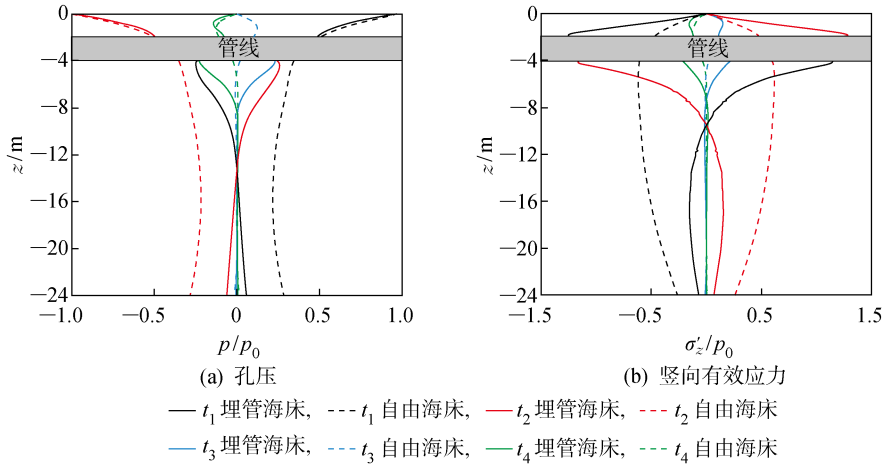 0
−4
−8
−12
−16
−20
−24
z/m
管线
−1.0
−0.5
0
0.5
1.0
p/p0
(a) 孔压
0
−4
−8
−12
−16
−20
−24
z/m
管线
−1.5
−0.5
0
0.5
1.5
σ′z/p0
(b) 竖向有效应力
t1 埋管海床, t1 自由海床, t2 埋管海床, t2 自由海床
t3 埋管海床, t3 自由海床, t4 埋管海床, t4 自由海床